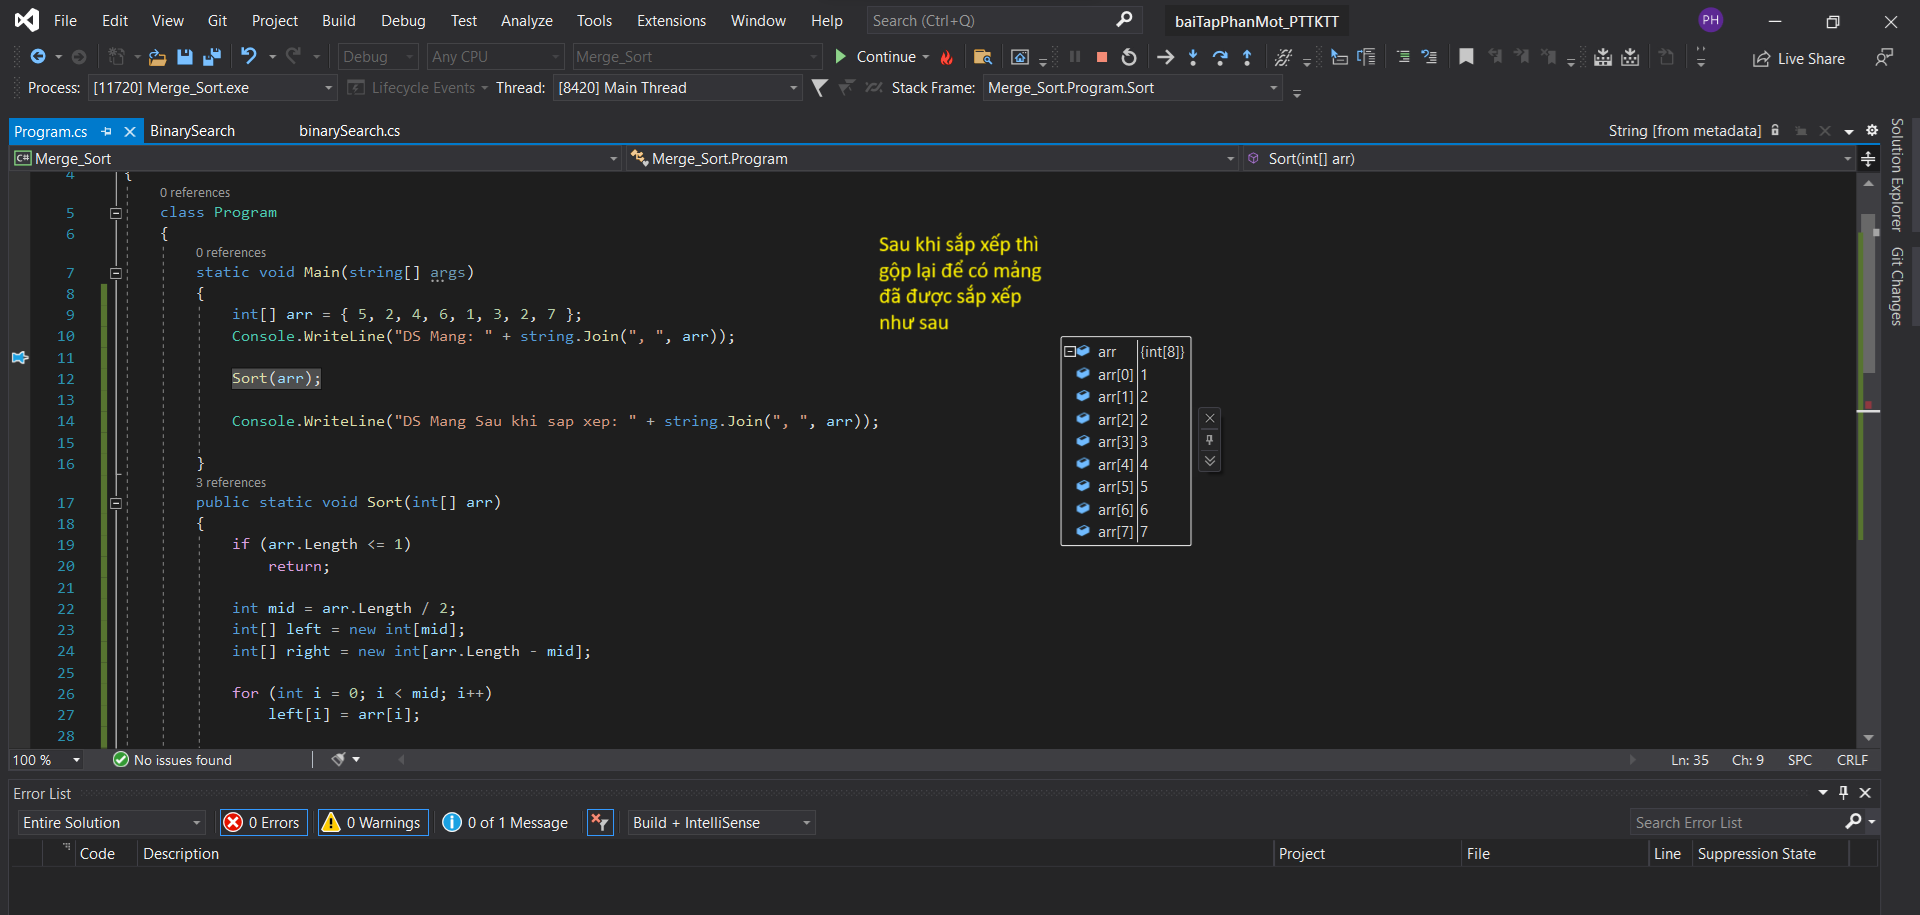 File Edit View Git Project Build Debug Test Analyze Tools Extensions Window Help Search (Ctrl+Q) baiTapPhanMot_PTTKTT PH
Debug Any CPU Merge_Sort Continue Live Share
Process: [11720] Merge_Sort.exe Lifecycle Events Thread: [8420] Main Thread Stack Frame: Merge_Sort.Program.Sort
Program.cs BinarySearch binarySearch.cs String [from metadata]
C# Merge_Sort Merge_Sort.Program Sort(int[] arr)
Solution Explorer
Git Changes
4 {
0 references
5 class Program
6 {
0 references
7 static void Main(string[] args)
8 {
9 int[] arr = { 5, 2, 4, 6, 1, 3, 2, 7 };
10 Console.WriteLine("DS Mang: " + string.Join(", ", arr));
11
12 Sort(arr);
13
14 Console.WriteLine("DS Mang Sau khi sap xep: " + string.Join(", ", arr));
15
16 }
3 references
17 public static void Sort(int[] arr)
18 {
19 if (arr.Length <= 1)
20 return;
21
22 int mid = arr.Length / 2;
23 int[] left = new int[mid];
24 int[] right = new int[arr.Length - mid];
25
26 for (int i = 0; i < mid; i++)
27 left[i] = arr[i];
28
Sau khi sắp xếp thì
gộp lại để có mảng
đã được sắp xếp
như sau
arr {int[8]}
arr[0] 1
arr[1] 2
arr[2] 2
arr[3] 3
arr[4] 4
arr[5] 5
arr[6] 6
arr[7] 7
100 % No issues found Ln: 35 Ch: 9 SPC CRLF
Error List
Entire Solution 0 Errors 0 Warnings 0 of 1 Message Build + IntelliSense Search Error List
Code Description Project File Line Suppression State